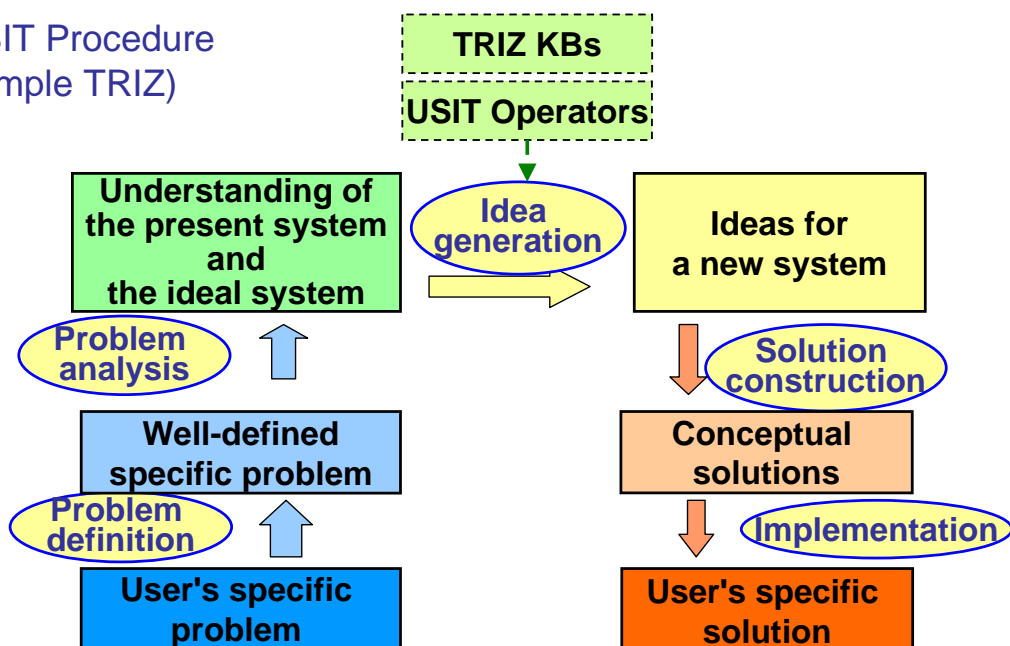 SIT Procedure
mple TRIZ)
TRIZ KBs
USIT Operators
Understanding of
the present system
and
the ideal system
Idea
generation
Ideas for
a new system
Problem
analysis
Solution
construction
Well-defined
specific problem
Conceptual
solutions
Problem
definition
Implementation
User's specific
problem
User's specific
solution